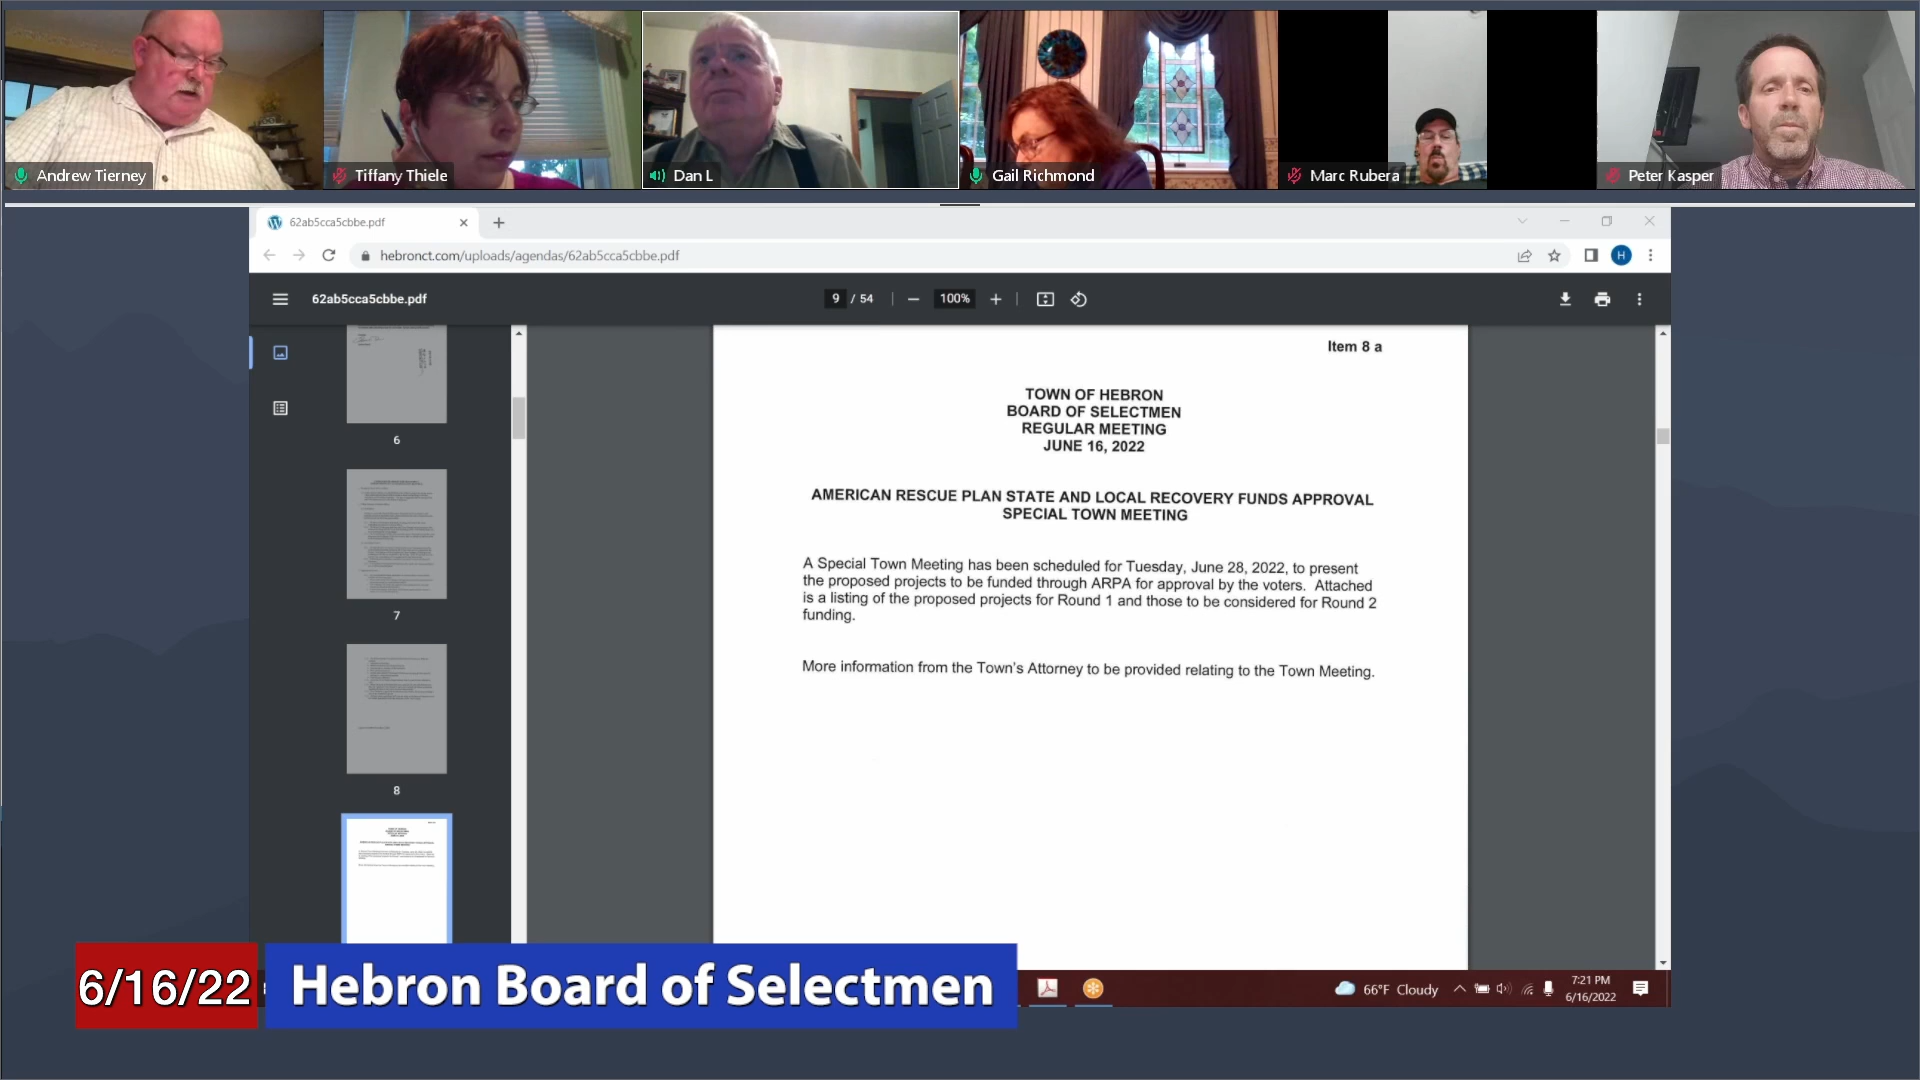 Andrew Tierney
Tiffany Thiele
Dan L
Gail Richmond
Marc Rubera
Peter Kasper
62ab5cca5cbbe.pdf
hebronct.com/uploads/agendas/62ab5cca5cbbe.pdf
H
62ab5cca5cbbe.pdf
9 / 54
100%
6
7
8
Item 8 a
TOWN OF HEBRON
BOARD OF SELECTMEN
REGULAR MEETING
JUNE 16, 2022
AMERICAN RESCUE PLAN STATE AND LOCAL RECOVERY FUNDS APPROVAL
SPECIAL TOWN MEETING
A Special Town Meeting has been scheduled for Tuesday, June 28, 2022, to present
the proposed projects to be funded through ARPA for approval by the voters.  Attached
is a listing of the proposed projects for Round 1 and those to be considered for Round 2
funding.
More information from the Town's Attorney to be provided relating to the Town Meeting.
6/16/22
Hebron Board of Selectmen
66°F Cloudy
7:21 PM
6/16/2022